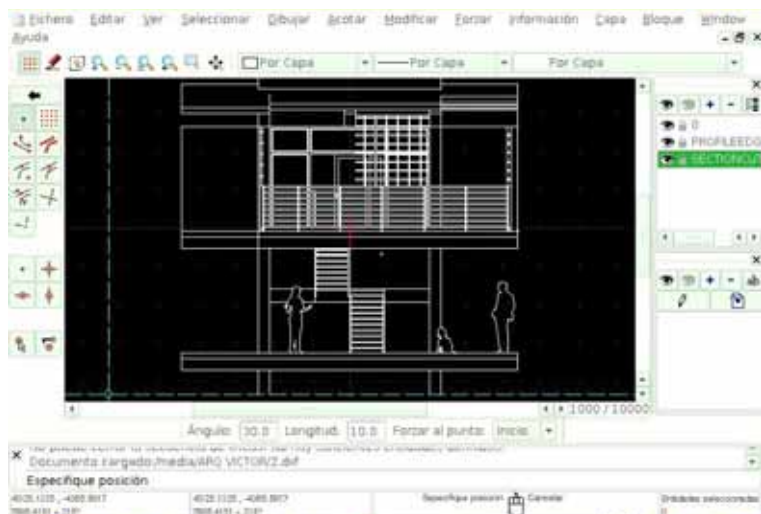 Fichero Editar Ver Seleccionar Dibujar Acotar Modificar Forzar Información Capa Bloque Window
Ayuda
Por Capa Por Capa Por Capa
0
PROFILEEDG
SECTIONCUT
1000 / 10000
Ángulo: 30.0 Longitud: 10.0 Forzar al punto: Inicio
Documento cargado:/media/ARQ VICTOR/2.dxf
Especifique posición
Especifique posición Cancelar Entidades seleccionadas
0